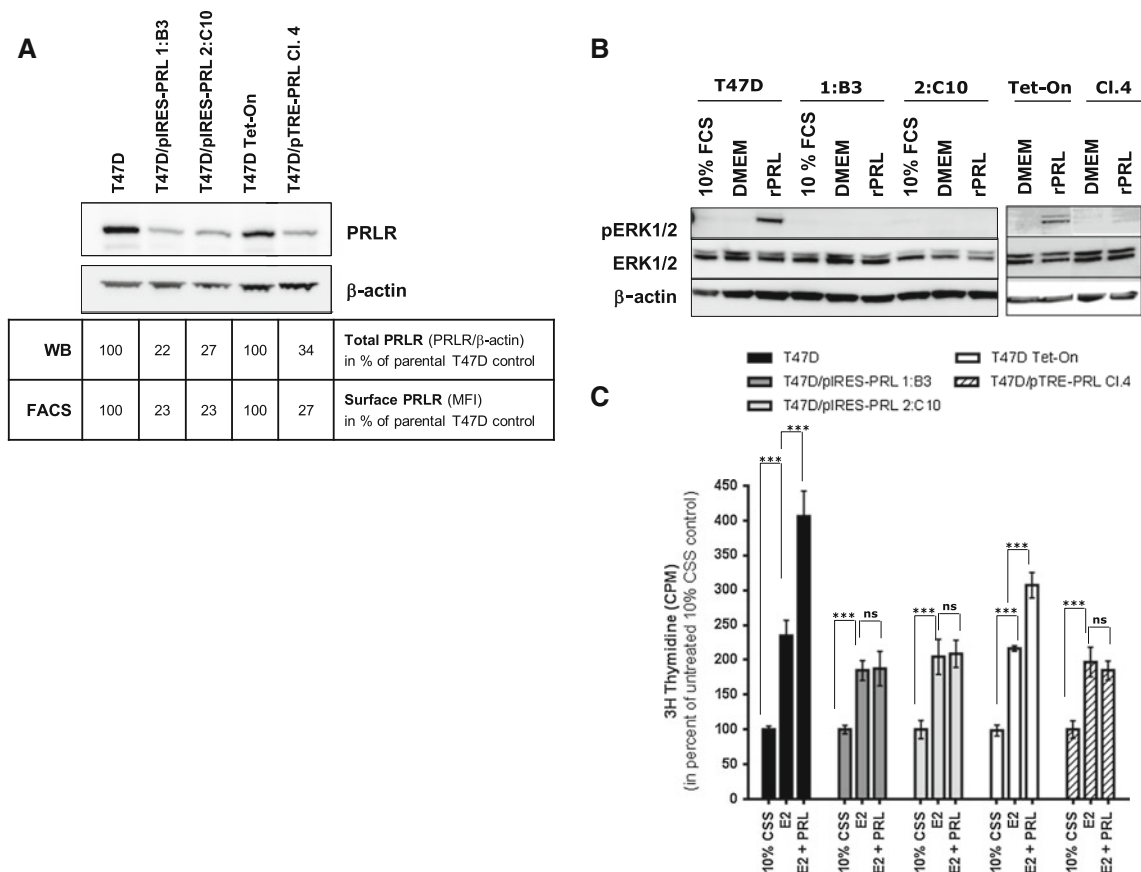 A
T47D
T47D/pIRES-PRL 1:B3
T47D/pIRES-PRL 2:C10
T47D Tet-On
T47D/pTRE-PRL Cl. 4
PRLR
β-actin
WB 100 22 27 100 34 Total PRLR (PRLR/β-actin)
in % of parental T47D control
FACS 100 23 23 100 27 Surface PRLR (MFI)
in % of parental T47D control
B
T47D 1:B3 2:C10 Tet-On Cl.4
10% FCS
DMEM
rPRL
10 % FCS
DMEM
rPRL
10% FCS
DMEM
rPRL
DMEM
rPRL
DMEM
rPRL
pERK1/2
ERK1/2
β-actin
T47D
T47D/pIRES-PRL 1:B3
T47D/pIRES-PRL 2:C10
T47D Tet-On
T47D/pTRE-PRL Cl.4
C
3H Thymidine (CPM)
(in percent of untreated 10% CSS control)
450
400
350
300
250
200
150
100
50
0
*** ***
*** ns
*** ns
*** ***
*** ns
10% CSS
E2
E2 + PRL
10% CSS
E2
E2 + PRL
10% CSS
E2
E2 + PRL
10% CSS
E2
E2 + PRL
10% CSS
E2
E2 + PRL